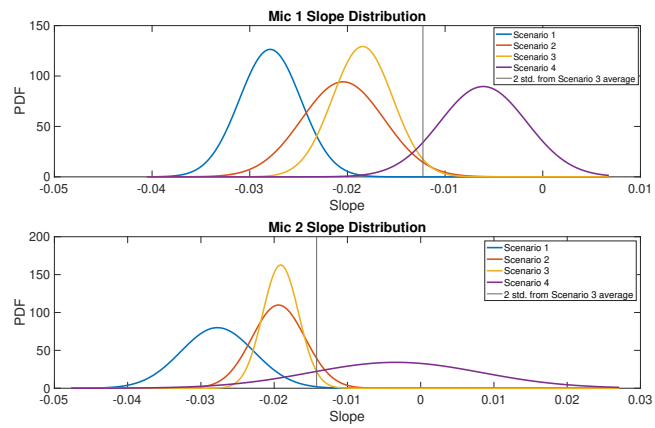 Mic 1 Slope Distribution
150
100
50
0
PDF
-0.05
-0.04
-0.03
-0.02
-0.01
0
0.01
Slope
Scenario 1
Scenario 2
Scenario 3
Scenario 4
2 std. from Scenario 3 average
Mic 2 Slope Distribution
200
150
100
50
0
PDF
-0.05
-0.04
-0.03
-0.02
-0.01
0
0.01
0.02
0.03
Slope
Scenario 1
Scenario 2
Scenario 3
Scenario 4
2 std. from Scenario 3 average